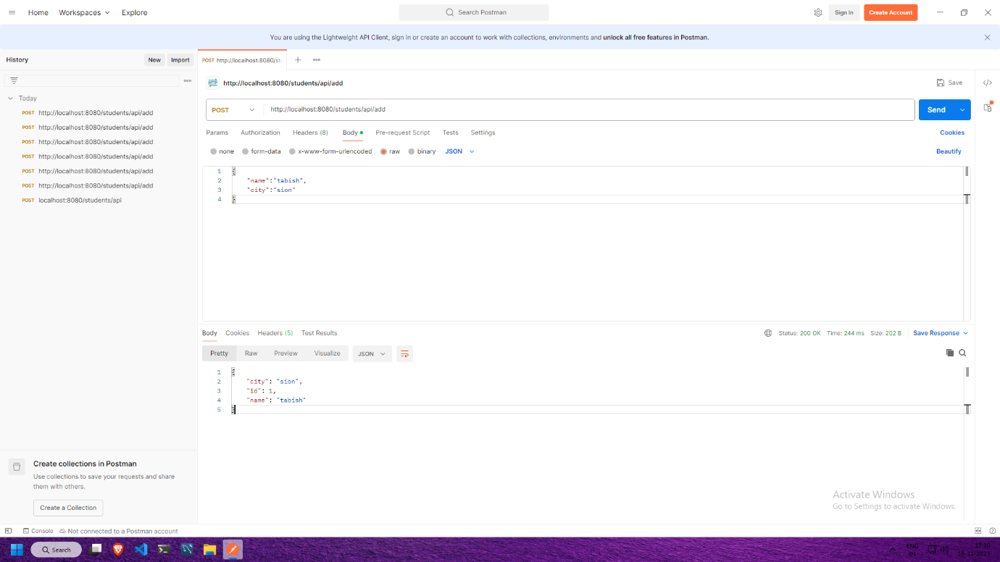 Home Workspaces Explore Search Postman Sign In Create Account
You are using the Lightweight API Client, sign in or create an account to work with collections, environments and unlock all free features in Postman.
History New Import
POST http://localhost:8080/st
http://localhost:8080/students/api/add Save
Today
POST http://localhost:8080/students/api/add
POST http://localhost:8080/students/api/add
POST http://localhost:8080/students/api/add
POST http://localhost:8080/students/api/add
POST http://localhost:8080/students/api/add
POST http://localhost:8080/students/api/add
POST localhost:8080/students/api
POST http://localhost:8080/students/api/add Send
Params Authorization Headers (8) Body Pre-request Script Tests Settings Cookies
none form-data x-www-form-urlencoded raw binary JSON Beautify
1 {
2 "name":"tabish",
3 "city":"sion"
4 }
Body Cookies Headers (5) Test Results Status: 200 OK Time: 244 ms Size: 202 B Save Response
Pretty Raw Preview Visualize JSON
1 {
2 "city": "sion",
3 "id": 1,
4 "name": "tabish"
5 }
Create collections in Postman
Use collections to save your requests and share
them with others.
Create a Collection
Activate Windows
Go to Settings to activate Windows.
Console Not connected to a Postman account
Search
ENG
IN
17:30